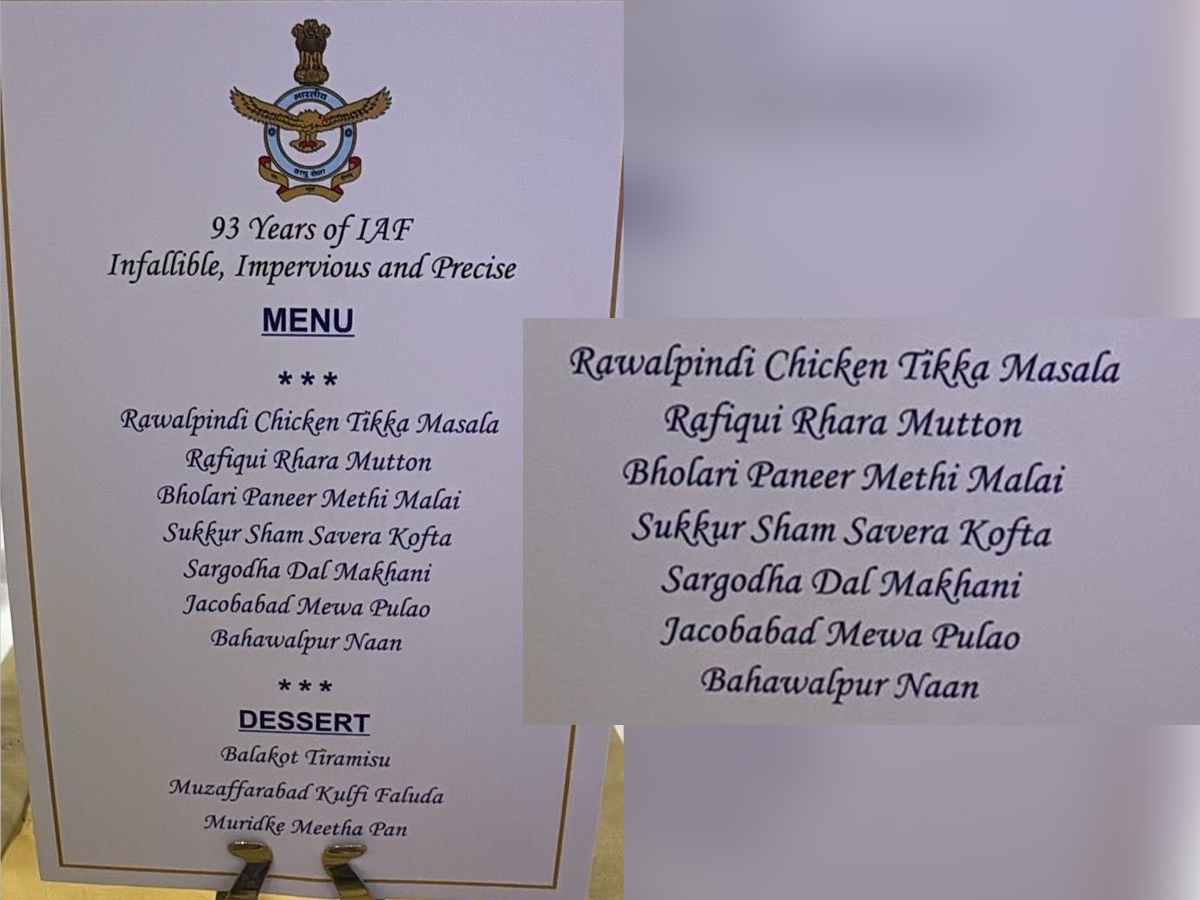 भारतीय
वायु सेना
93 Years of IAF
Infallible, Impervious and Precise
MENU
***
Rawalpindi Chicken Tikka Masala
Rafiqui Rhara Mutton
Bholari Paneer Methi Malai
Sukkur Sham Savera Kofta
Sargodha Dal Makhani
Jacobabad Mewa Pulao
Bahawalpur Naan
***
DESSERT
Balakot Tiramisu
Muzaffarabad Kulfi Faluda
Muridke Meetha Pan
Rawalpindi Chicken Tikka Masala
Rafiqui Rhara Mutton
Bholari Paneer Methi Malai
Sukkur Sham Savera Kofta
Sargodha Dal Makhani
Jacobabad Mewa Pulao
Bahawalpur Naan